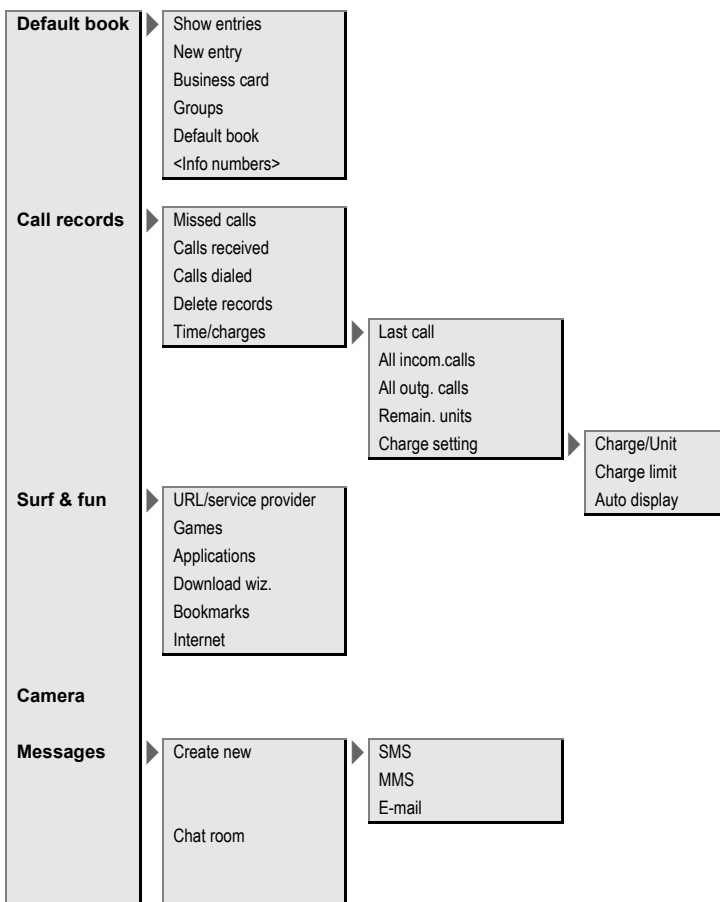 Default book
Show entries
New entry
Business card
Groups
Default book
<Info numbers>
Call records
Missed calls
Calls received
Calls dialed
Delete records
Time/charges
Last call
All incom.calls
All outg. calls
Remain. units
Charge setting
Charge/Unit
Charge limit
Auto display
Surf & fun
URL/service provider
Games
Applications
Download wiz.
Bookmarks
Internet
Camera
Messages
Create new
SMS
MMS
E-mail
Chat room